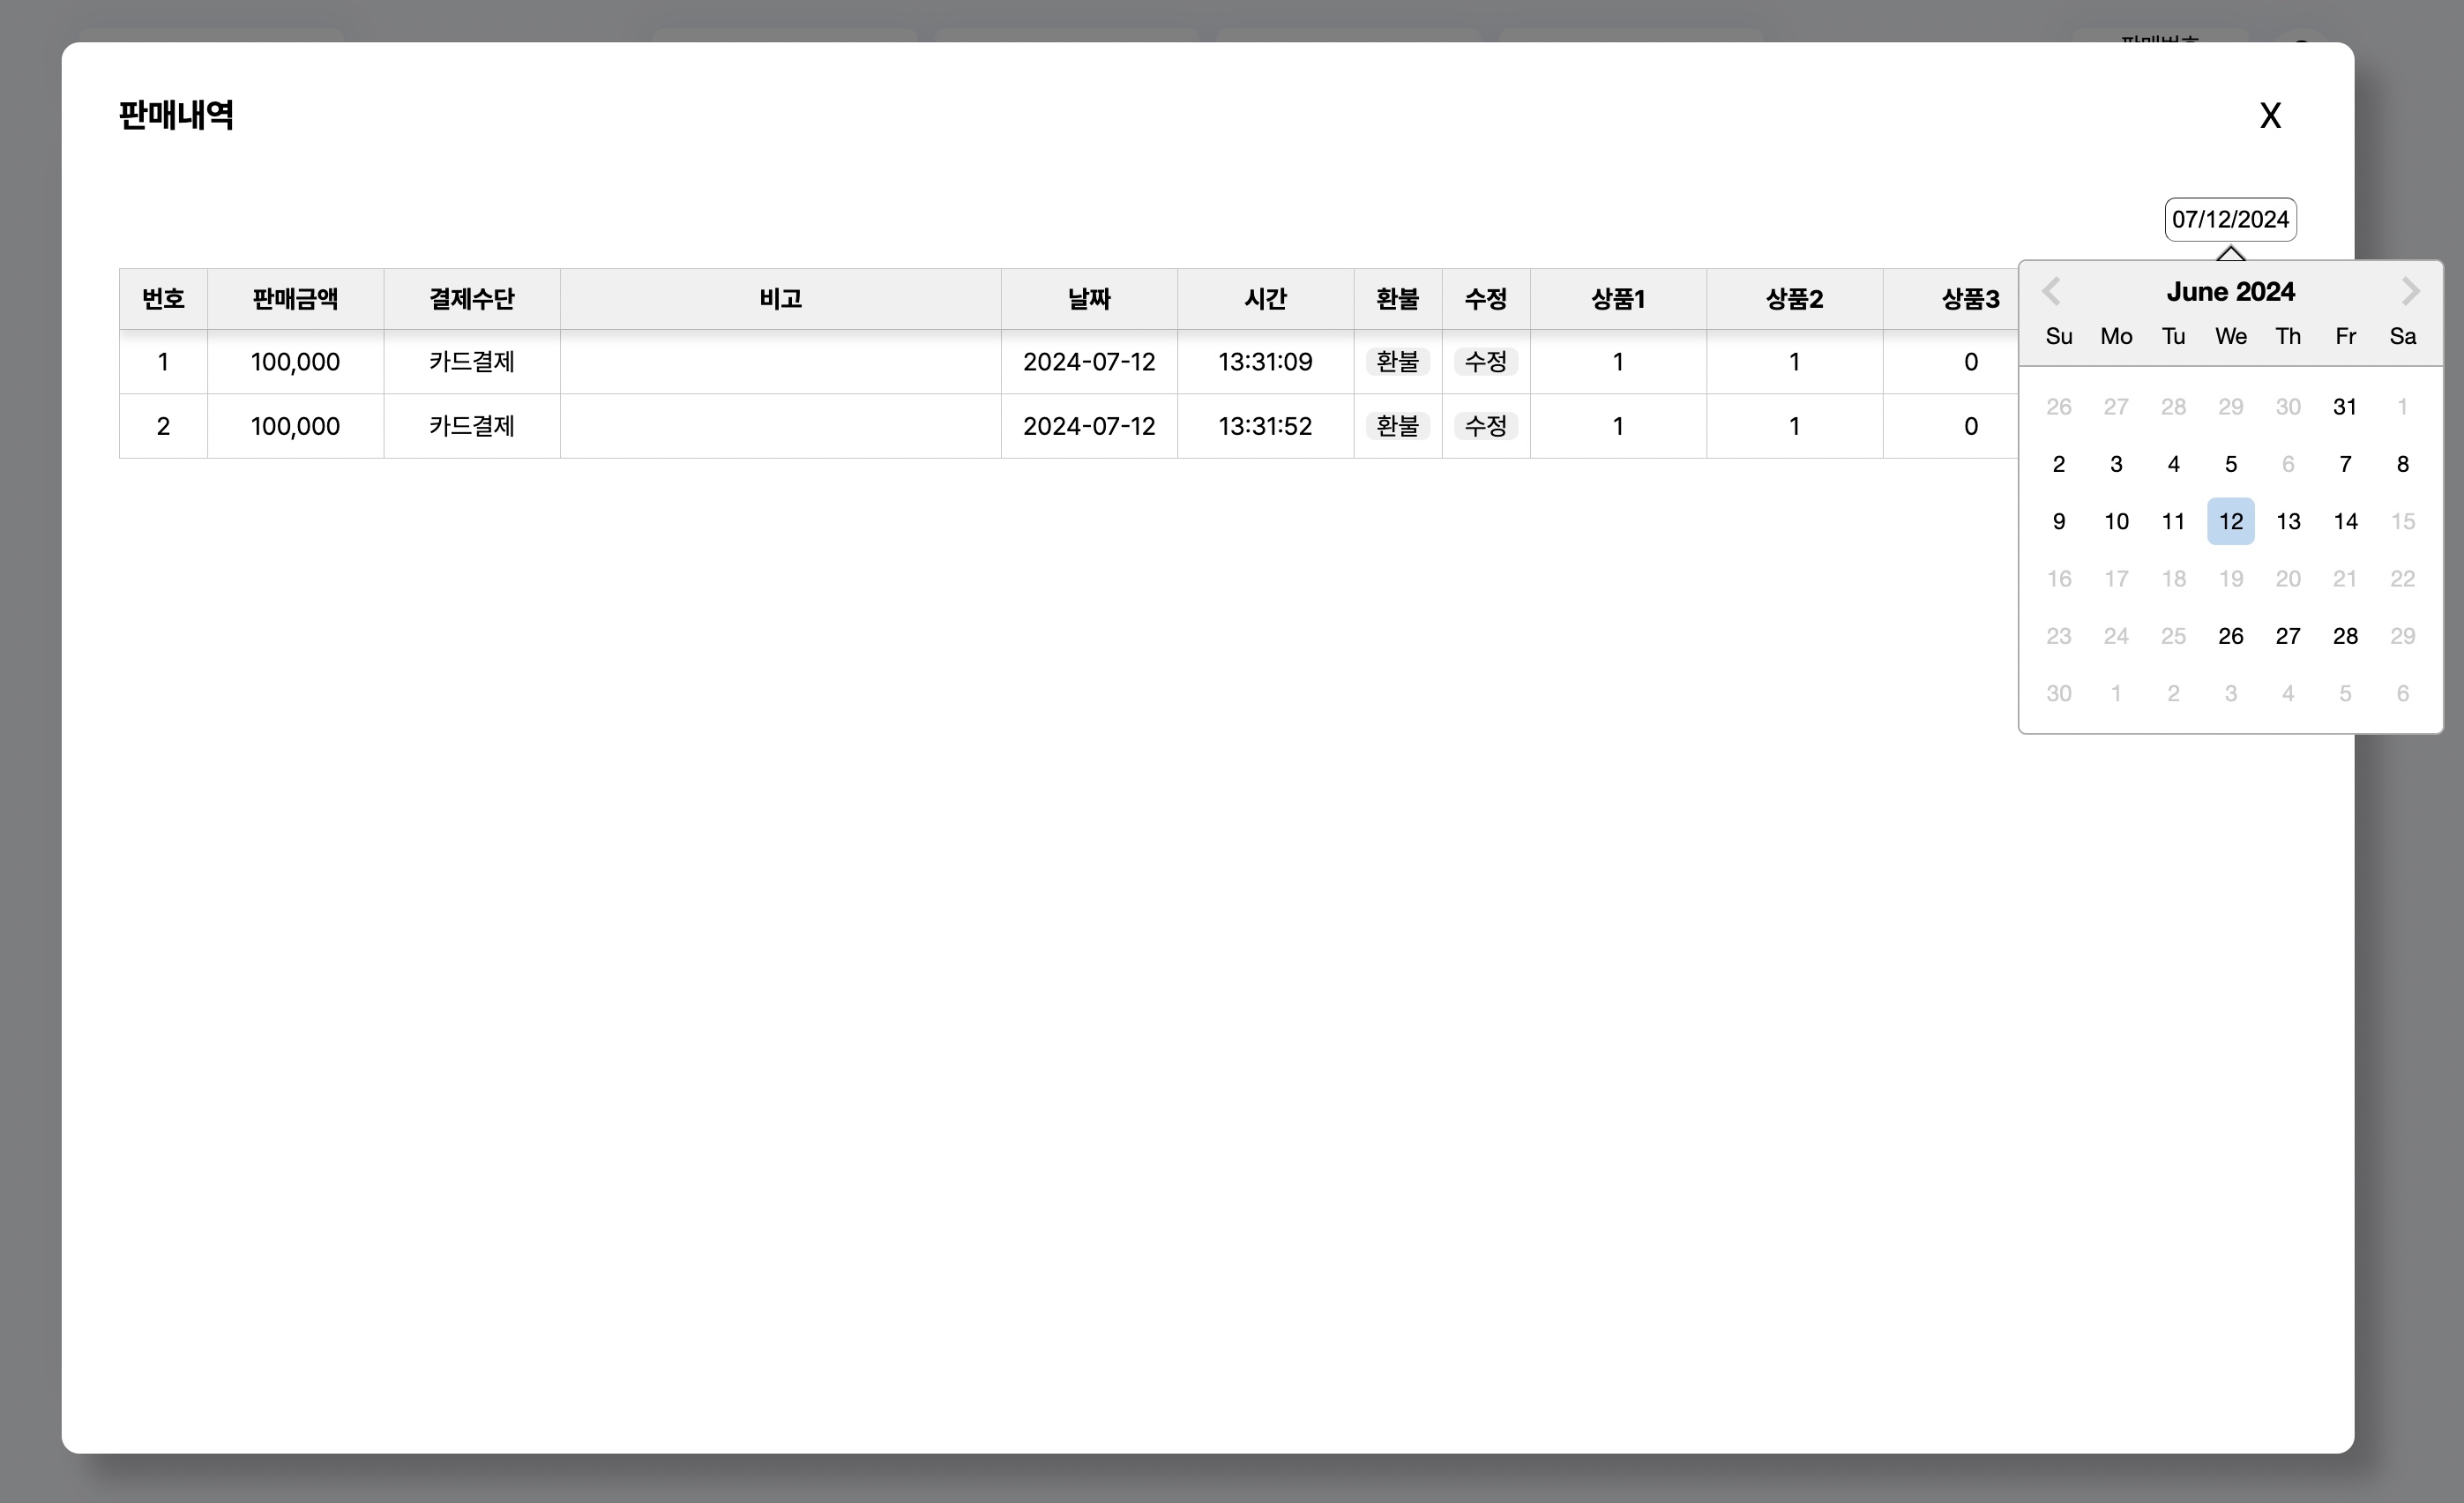 판매내역
X
07/12/2024
번호 판매금액 결제수단 비고 날짜 시간 환불 수정 상품1 상품2 상품3
1 100,000 카드결제 2024-07-12 13:31:09 환불 수정 1 1 0
2 100,000 카드결제 2024-07-12 13:31:52 환불 수정 1 1 0
June 2024
Su Mo Tu We Th Fr Sa
26 27 28 29 30 31 1
2 3 4 5 6 7 8
9 10 11 12 13 14 15
16 17 18 19 20 21 22
23 24 25 26 27 28 29
30 1 2 3 4 5 6